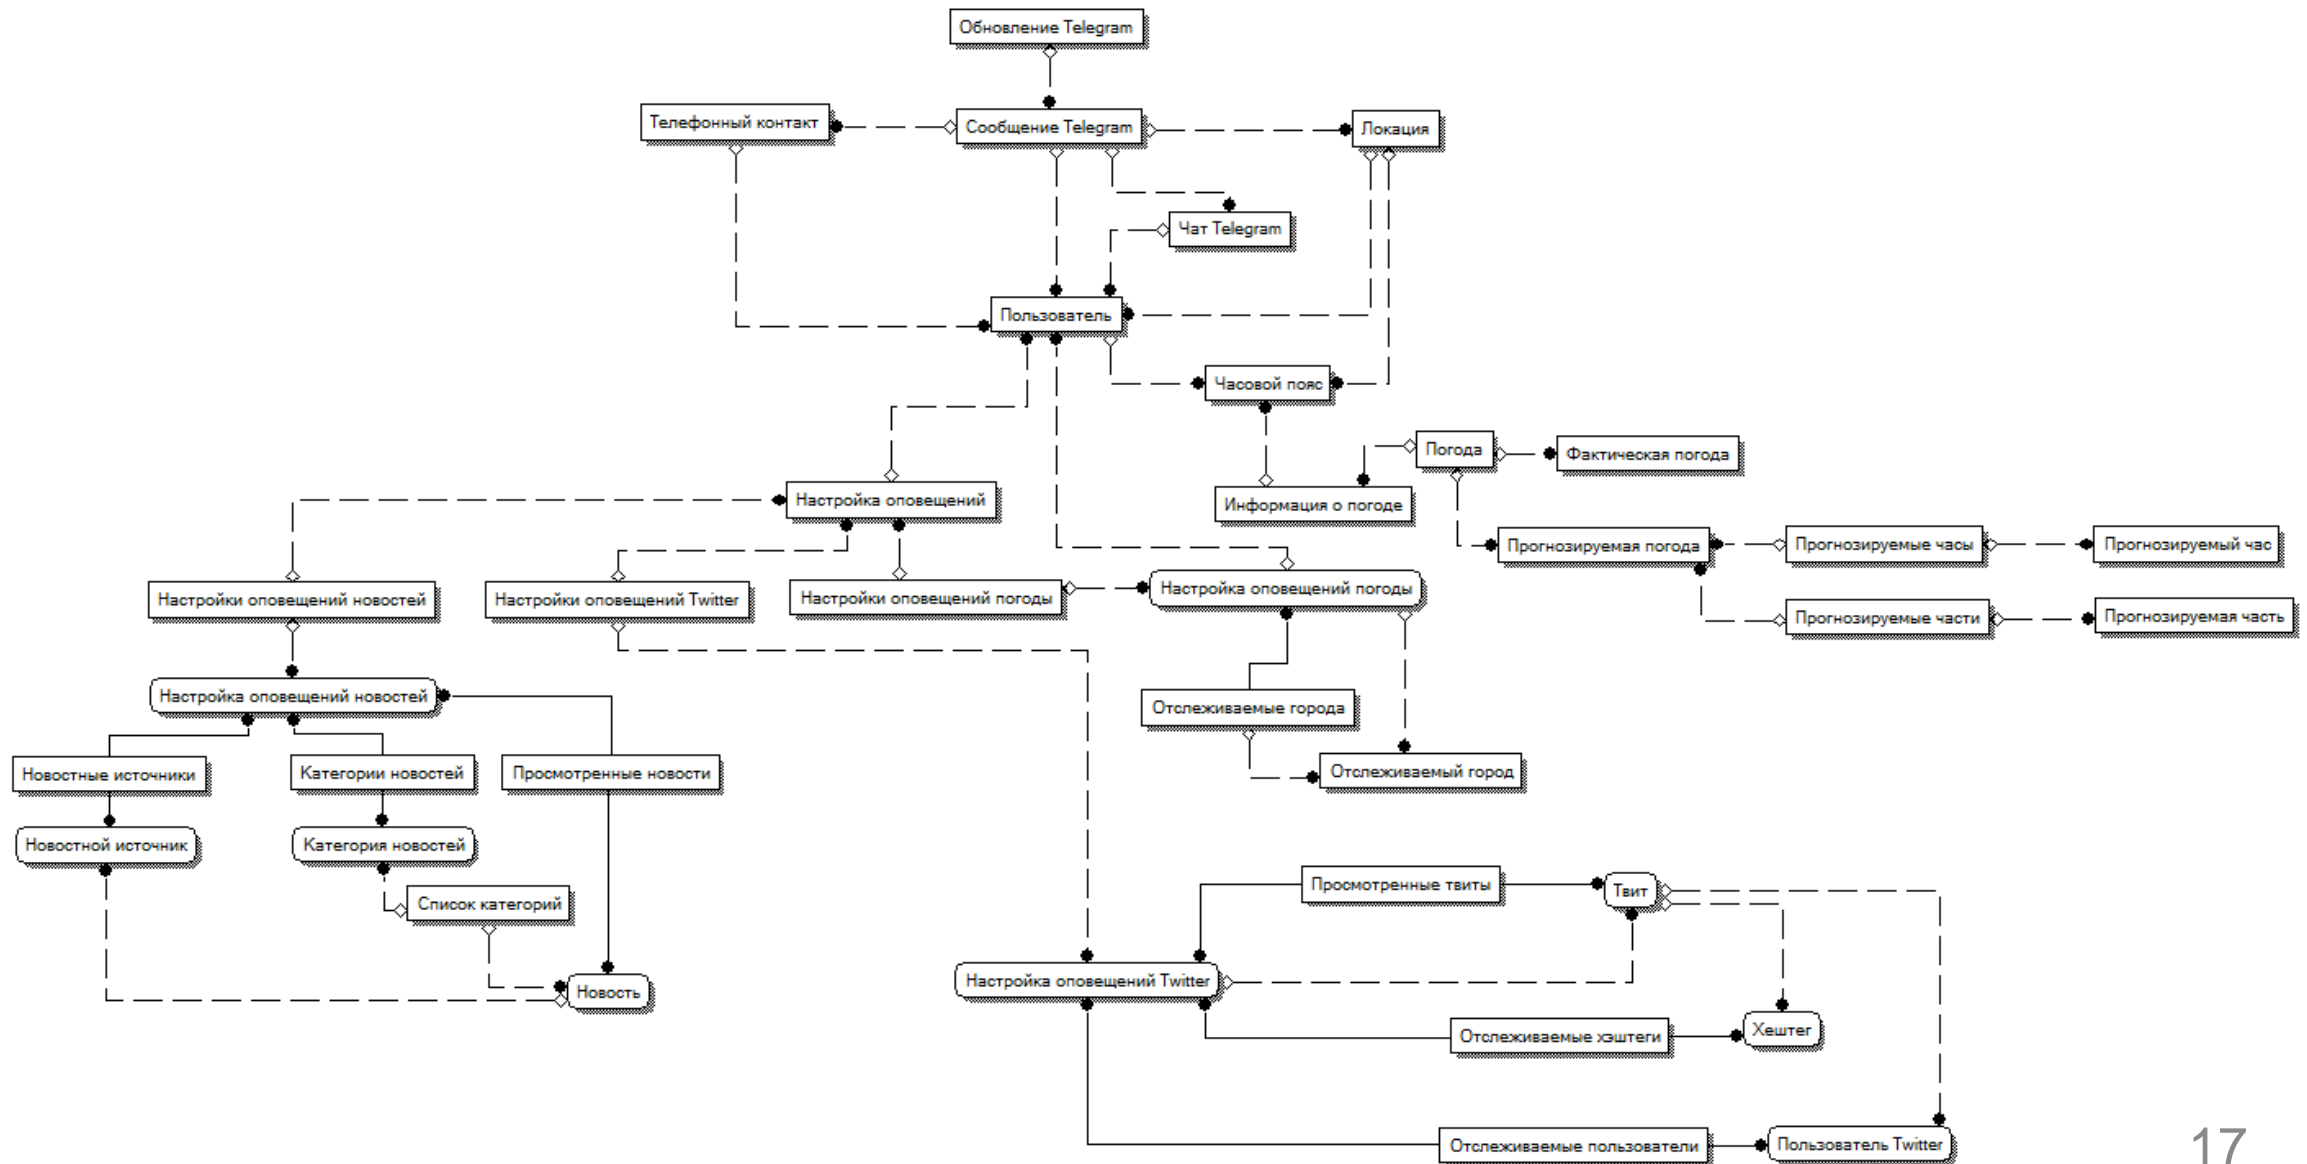 Обновление Telegram
Телефонный контакт
Сообщение Telegram
Локация
Чат Telegram
Пользователь
Часовой пояс
Погода
Фактическая погода
Настройка оповещений
Информация о погоде
Прогнозируемая погода
Прогнозируемые часы
Прогнозируемый час
Настройки оповещений новостей
Настройки оповещений Twitter
Настройки оповещений погоды
Настройка оповещений погоды
Прогнозируемые части
Прогнозируемая часть
Настройка оповещений новостей
Отслеживаемые города
Новостные источники
Категории новостей
Просмотренные новости
Отслеживаемый город
Новостной источник
Категория новостей
Список категорий
Просмотренные твиты
Твит
Новость
Настройка оповещений Twitter
Отслеживаемые хэштеги
Хештег
Отслеживаемые пользователи
Пользователь Twitter
17